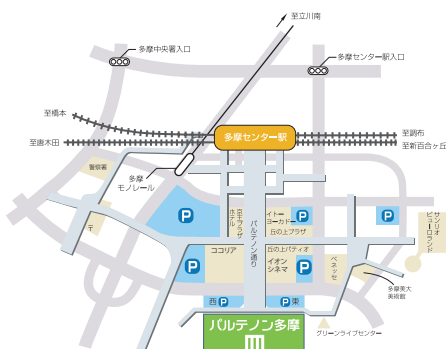 至立川南
多摩中央署入口
多摩センター駅入口
至橋本
多摩センター駅
至調布
至唐木田
至新百合ヶ丘
警察署
多摩
モノレール
〒
P
京王プラザ
ホテル
パルテノン通り
イトー
ヨーカドー
P
丘の上プラザ
P
サンリオ
ピューロランド
ココリア
丘の上パティオ
P
イオン
シネマ
P
ベネッセ
多摩美大
美術館
西P
P東
パルテノン多摩
グリーンライブセンター